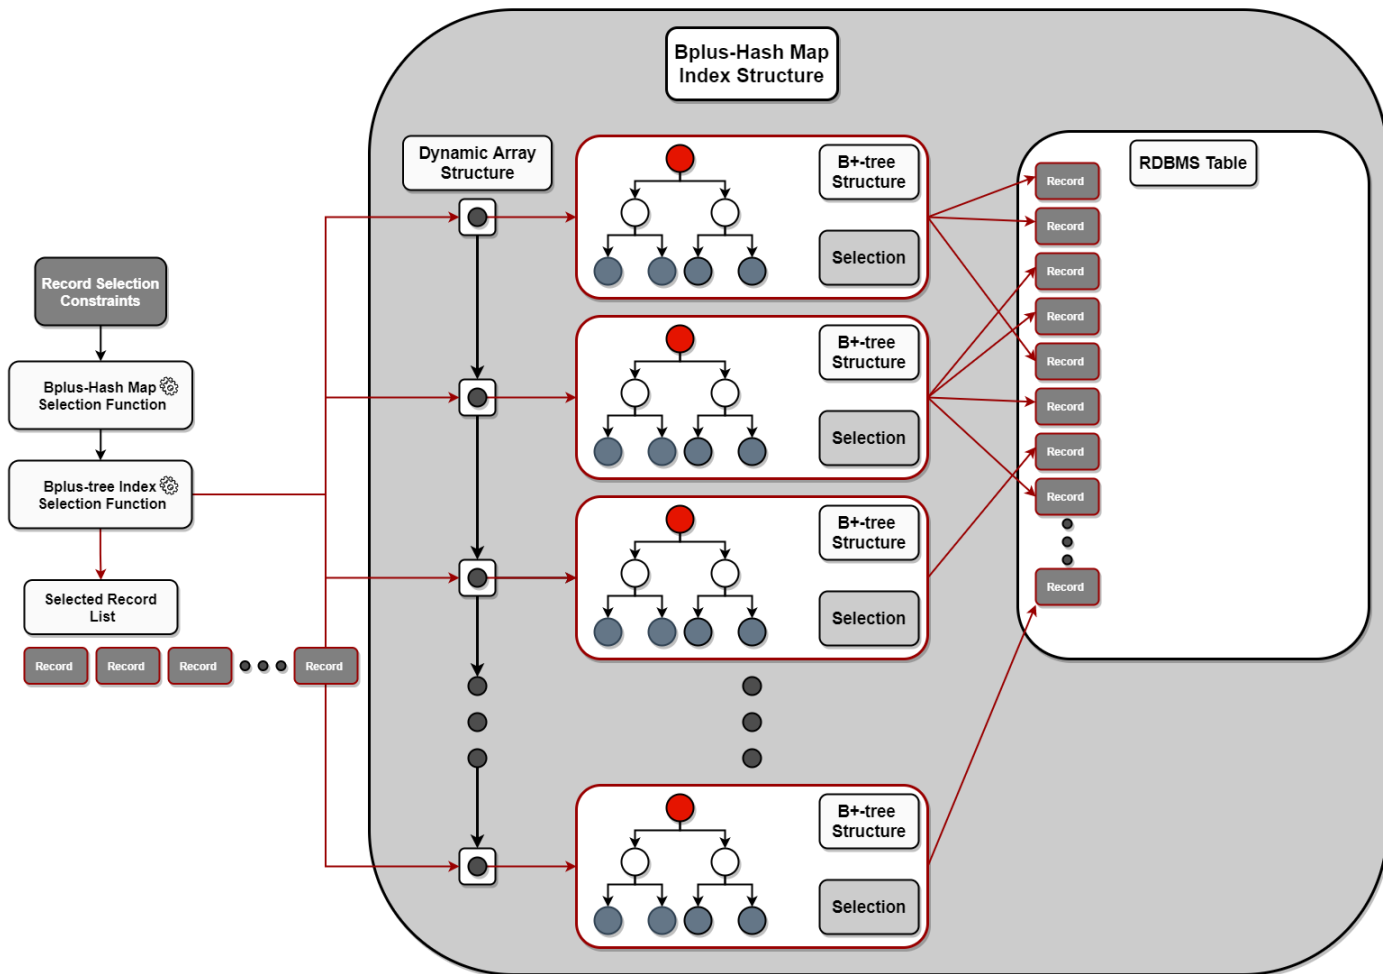 Bplus-Hash Map
Index Structure
Dynamic Array
Structure
B+-tree
Structure
Selection
RDBMS Table
Record
Record
Record
Record
Record
Record
Record
Record
Record
Record Selection
Constraints
Bplus-Hash Map
Selection Function
Bplus-tree Index
Selection Function
Selected Record
List
Record
Record
Record
Record
B+-tree
Structure
Selection
B+-tree
Structure
Selection
B+-tree
Structure
Selection